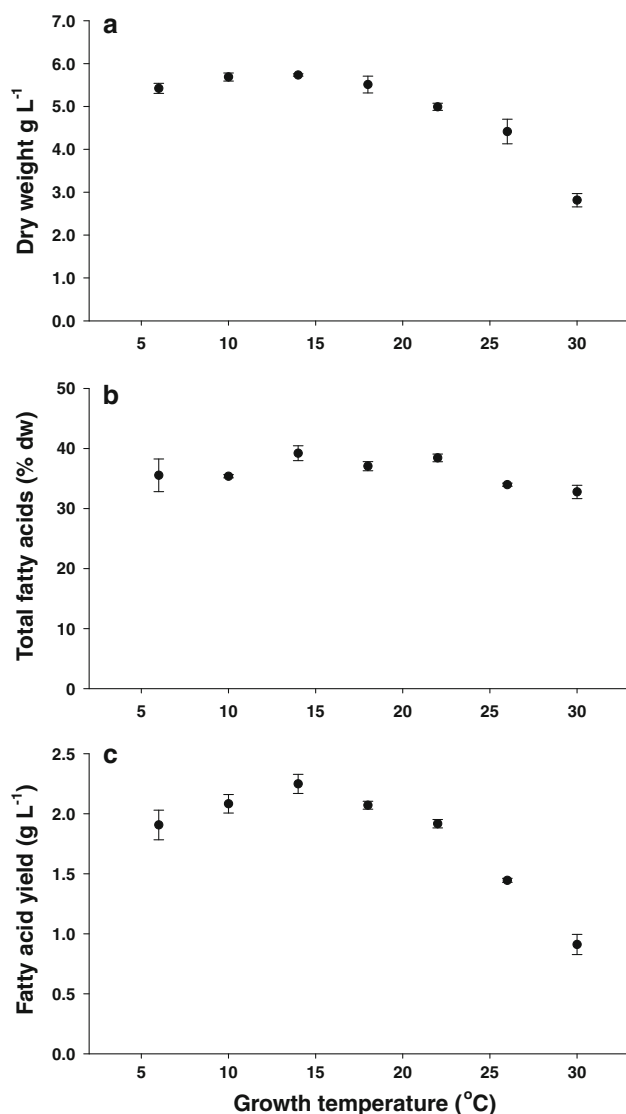 a
Dry weight g L⁻¹
7.0
6.0
5.0
4.0
3.0
2.0
1.0
0.0
5 10 15 20 25 30
b
Total fatty acids (% dw)
50
40
30
20
10
0
5 10 15 20 25 30
c
Fatty acid yield (g L⁻¹)
2.5
2.0
1.5
1.0
0.5
0.0
5 10 15 20 25 30
Growth temperature (°C)